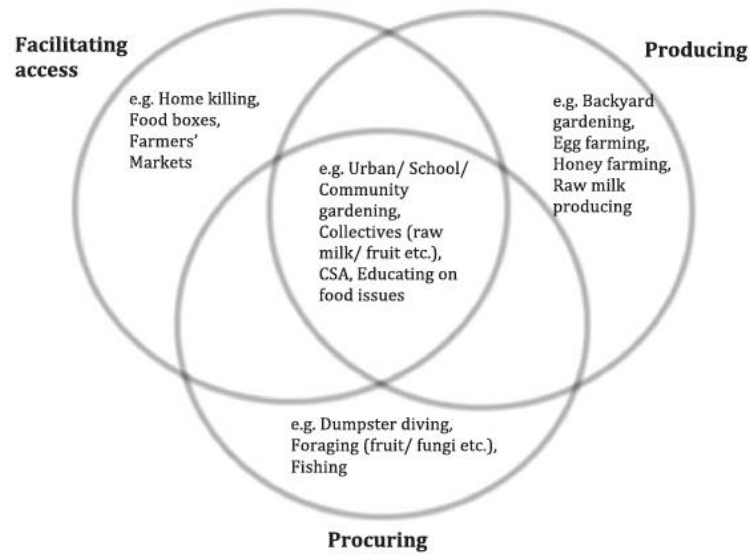 Facilitating
access
Producing
e.g. Home killing,
Food boxes,
Farmers'
Markets
e.g. Backyard
gardening,
Egg farming,
Honey farming,
Raw milk
producing
e.g. Urban/ School/
Community
gardening,
Collectives (raw
milk/ fruit etc.),
CSA, Educating on
food issues
e.g. Dumpster diving,
Foraging (fruit/ fungi etc.),
Fishing
Procuring